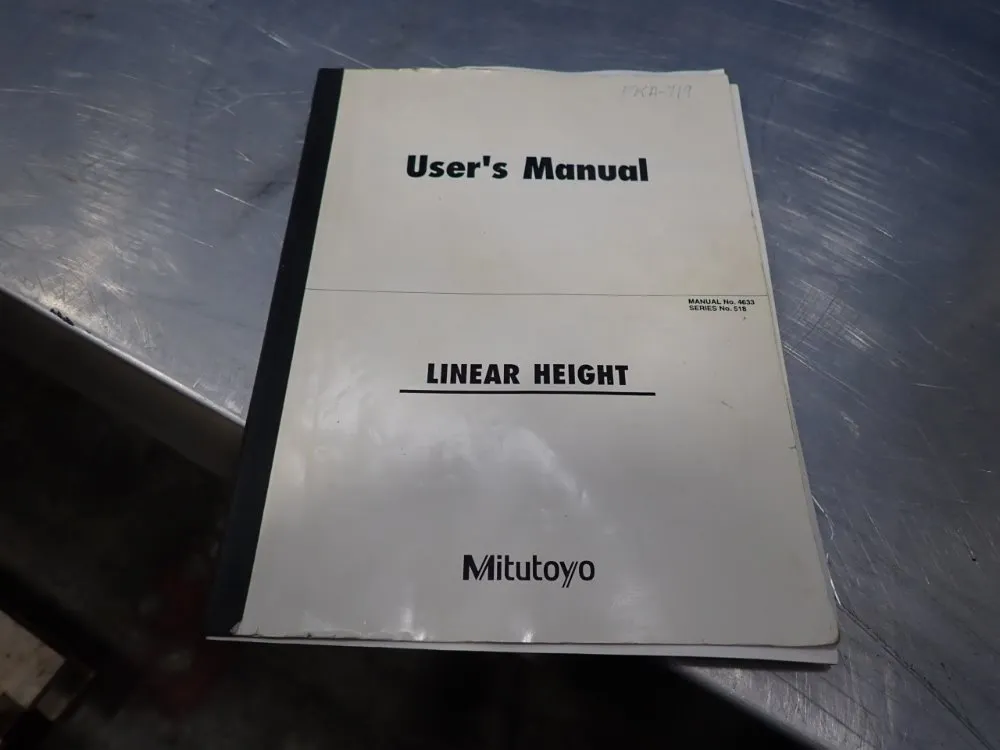 User's Manual
MANUAL No. 4633
SERIES No. 518
LINEAR HEIGHT
Mitutoyo